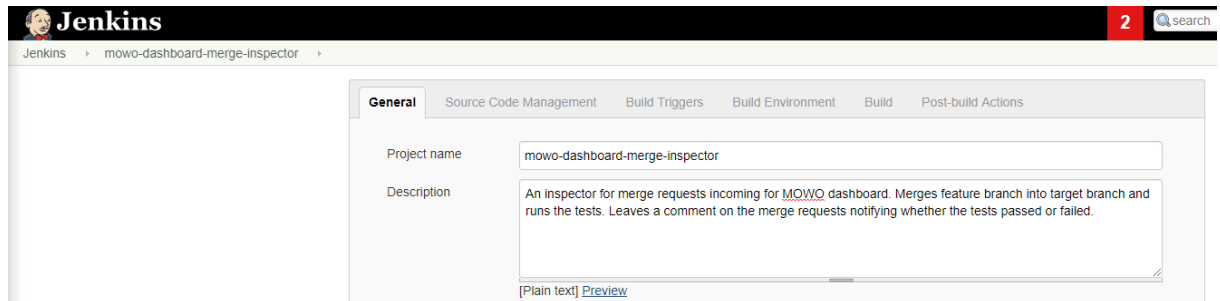 Jenkins
2
search
Jenkins
mowo-dashboard-merge-inspector
General
Source Code Management
Build Triggers
Build Environment
Build
Post-build Actions
Project name
mowo-dashboard-merge-inspector
Description
An inspector for merge requests incoming for MOWO dashboard. Merges feature branch into target branch and
runs the tests. Leaves a comment on the merge requests notifying whether the tests passed or failed.
[Plain text] Preview